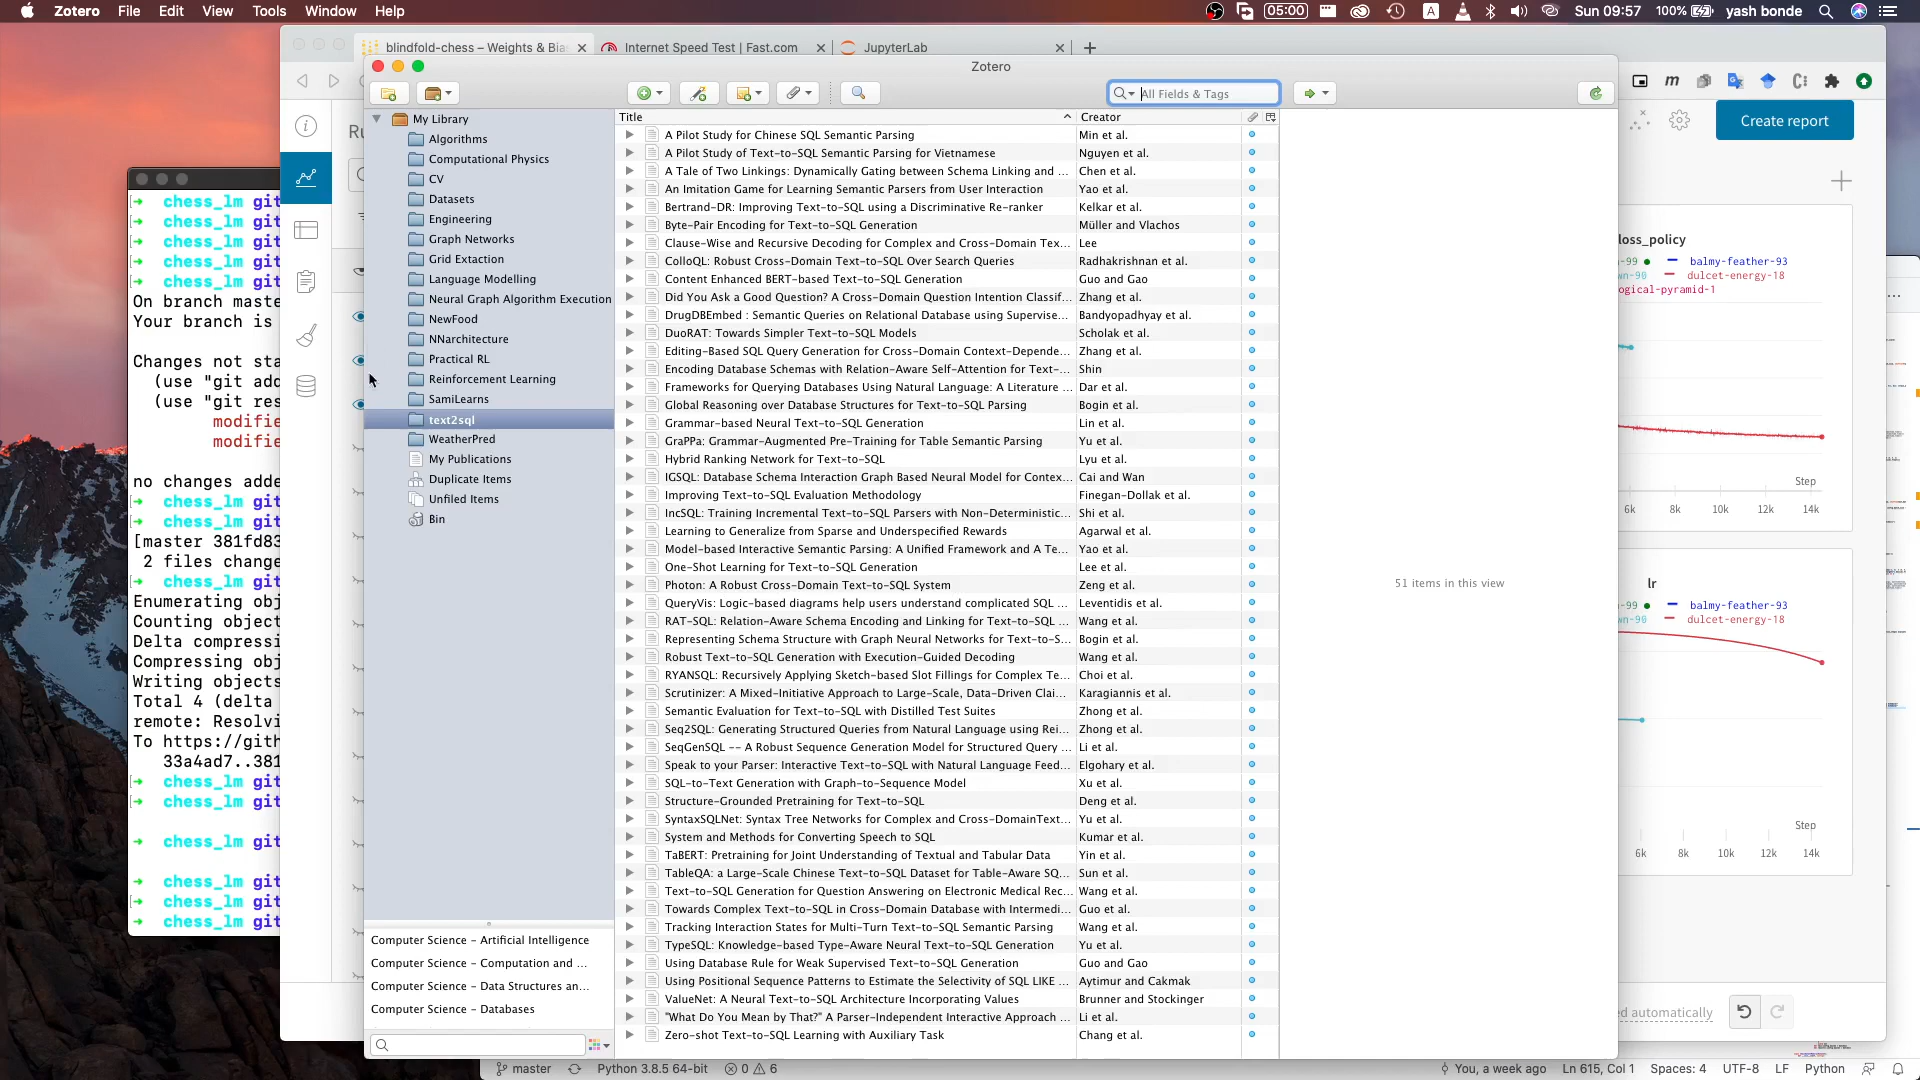 Zotero File Edit View Tools Window Help
05:00 A Sun 09:57 100% yash bonde
blindfold-chess – Weights & Bia
Internet Speed Test | Fast.com
JupyterLab
Zotero
All Fields & Tags
m
Create report
My Library
Algorithms
Computational Physics
CV
Datasets
Engineering
Graph Networks
Grid Extaction
Language Modelling
Neural Graph Algorithm Execution
NewFood
NNarchitecture
Practical RL
Reinforcement Learning
SamiLearns
text2sql
WeatherPred
My Publications
Duplicate Items
Unfiled Items
Bin
Computer Science – Artificial Intelligence
Computer Science – Computation and ...
Computer Science – Data Structures an...
Computer Science – Databases
Title Creator
A Pilot Study for Chinese SQL Semantic Parsing Min et al.
A Pilot Study of Text-to-SQL Semantic Parsing for Vietnamese Nguyen et al.
A Tale of Two Linkings: Dynamically Gating between Schema Linking and ... Chen et al.
An Imitation Game for Learning Semantic Parsers from User Interaction Yao et al.
Bertrand-DR: Improving Text-to-SQL using a Discriminative Re-ranker Kelkar et al.
Byte-Pair Encoding for Text-to-SQL Generation Müller and Vlachos
Clause-Wise and Recursive Decoding for Complex and Cross-Domain Tex... Lee
ColloQL: Robust Cross-Domain Text-to-SQL Over Search Queries Radhakrishnan et al.
Content Enhanced BERT-based Text-to-SQL Generation Guo and Gao
Did You Ask a Good Question? A Cross-Domain Question Intention Classif... Zhang et al.
DrugDBEmbed : Semantic Queries on Relational Database using Supervise... Bandyopadhyay et al.
DuoRAT: Towards Simpler Text-to-SQL Models Scholak et al.
Editing-Based SQL Query Generation for Cross-Domain Context-Depende... Zhang et al.
Encoding Database Schemas with Relation-Aware Self-Attention for Text-... Shin
Frameworks for Querying Databases Using Natural Language: A Literature ... Dar et al.
Global Reasoning over Database Structures for Text-to-SQL Parsing Bogin et al.
Grammar-based Neural Text-to-SQL Generation Lin et al.
GraPPa: Grammar-Augmented Pre-Training for Table Semantic Parsing Yu et al.
Hybrid Ranking Network for Text-to-SQL Lyu et al.
IGSQL: Database Schema Interaction Graph Based Neural Model for Contex... Cai and Wan
Improving Text-to-SQL Evaluation Methodology Finegan-Dollak et al.
IncSQL: Training Incremental Text-to-SQL Parsers with Non-Deterministic... Shi et al.
Learning to Generalize from Sparse and Underspecified Rewards Agarwal et al.
Model-based Interactive Semantic Parsing: A Unified Framework and A Te... Yao et al.
One-Shot Learning for Text-to-SQL Generation Lee et al.
Photon: A Robust Cross-Domain Text-to-SQL System Zeng et al.
QueryVis: Logic-based diagrams help users understand complicated SQL ... Leventidis et al.
RAT-SQL: Relation-Aware Schema Encoding and Linking for Text-to-SQL ... Wang et al.
Representing Schema Structure with Graph Neural Networks for Text-to-S... Bogin et al.
Robust Text-to-SQL Generation with Execution-Guided Decoding Wang et al.
RYANSQL: Recursively Applying Sketch-based Slot Fillings for Complex Te... Choi et al.
Scrutinizer: A Mixed-Initiative Approach to Large-Scale, Data-Driven Clai... Karagiannis et al.
Semantic Evaluation for Text-to-SQL with Distilled Test Suites Zhong et al.
Seq2SQL: Generating Structured Queries from Natural Language using Rei... Zhong et al.
SeqGenSQL -- A Robust Sequence Generation Model for Structured Query ... Li et al.
Speak to your Parser: Interactive Text-to-SQL with Natural Language Feed... Elgohary et al.
SQL-to-Text Generation with Graph-to-Sequence Model Xu et al.
Structure-Grounded Pretraining for Text-to-SQL Deng et al.
SyntaxSQLNet: Syntax Tree Networks for Complex and Cross-DomainText... Yu et al.
System and Methods for Converting Speech to SQL Kumar et al.
TaBERT: Pretraining for Joint Understanding of Textual and Tabular Data Yin et al.
TableQA: a Large-Scale Chinese Text-to-SQL Dataset for Table-Aware SQ... Sun et al.
Text-to-SQL Generation for Question Answering on Electronic Medical Rec... Wang et al.
Towards Complex Text-to-SQL in Cross-Domain Database with Intermedi... Guo et al.
Tracking Interaction States for Multi-Turn Text-to-SQL Semantic Parsing Wang et al.
TypeSQL: Knowledge-based Type-Aware Neural Text-to-SQL Generation Yu et al.
Using Database Rule for Weak Supervised Text-to-SQL Generation Guo and Gao
Using Positional Sequence Patterns to Estimate the Selectivity of SQL LIKE ... Aytimur and Cakmak
ValueNet: A Neural Text-to-SQL Architecture Incorporating Values Brunner and Stockinger
"What Do You Mean by That?" A Parser-Independent Interactive Approach ... Li et al.
Zero-shot Text-to-SQL Learning with Auxiliary Task Chang et al.
51 items in this view
chess_lm git
chess_lm git
chess_lm git
chess_lm git
chess_lm git
On branch maste
Your branch is
Changes not sta
(use "git add
(use "git res
modifie
modifie
no changes adde
chess_lm git
chess_lm git
[master 381fd83
2 files change
chess_lm git
Enumerating obj
Counting object
Delta compressi
Compressing obj
Writing objects
Total 4 (delta
remote: Resolvi
To https://gith
33a4ad7..381
chess_lm git
chess_lm git
chess_lm git
chess_lm git
chess_lm git
chess_lm git
Ru
loss_policy
-99 balmy-feather-93
wn-90 dulcet-energy-18
ogical-pyramid-1
Step
6k 8k 10k 12k 14k
lr
-99 balmy-feather-93
wn-90 dulcet-energy-18
Step
6k 8k 10k 12k 14k
ed automatically
master Python 3.8.5 64-bit 0 6 You, a week ago Ln 615, Col 1 Spaces: 4 UTF-8 LF Python